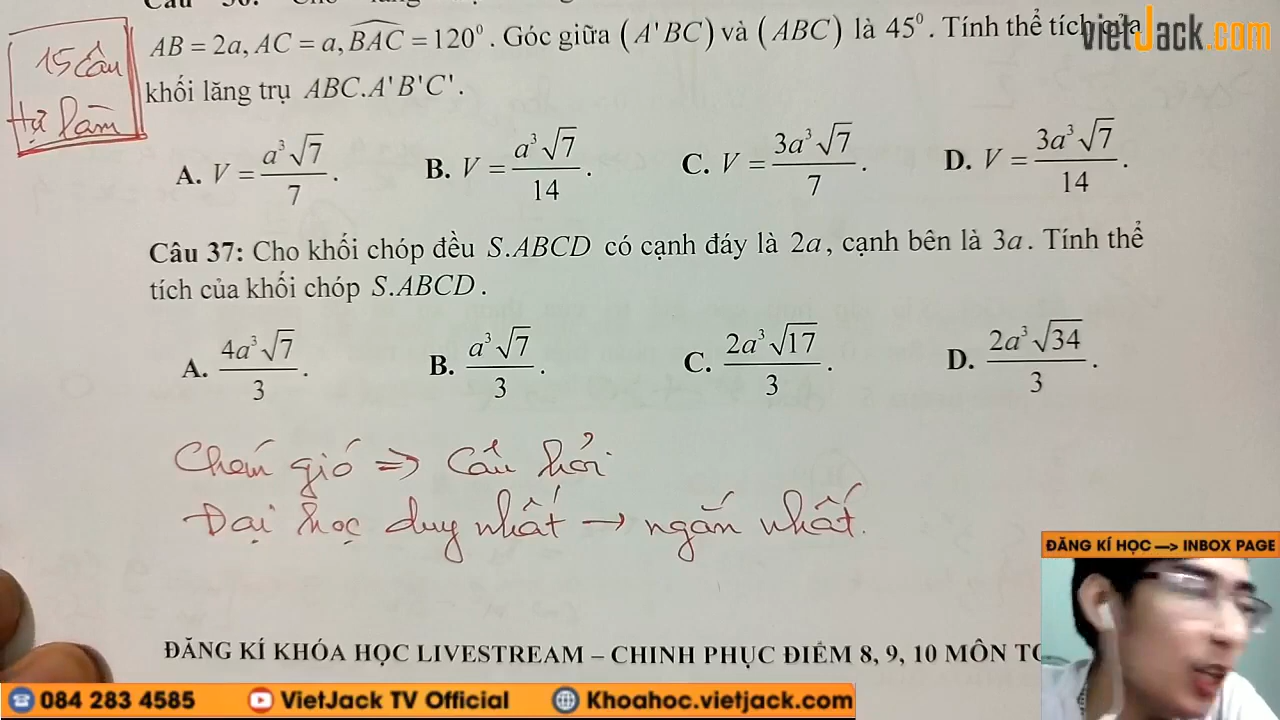 vietJack.com
15 câu
tự làm
AB = 2a, AC = a, BAC = 120⁰. Góc giữa (A'BC) và (ABC) là 45⁰. Tính thể tích của
khối lăng trụ ABC.A'B'C'.
A. V = a³√7/7. B. V = a³√7/14. C. V = 3a³√7/7. D. V = 3a³√7/14.
Câu 37: Cho khối chóp đều S.ABCD có cạnh đáy là 2a, cạnh bên là 3a. Tính thể
tích của khối chóp S.ABCD.
A. 4a³√7/3. B. a³√7/3. C. 2a³√17/3. D. 2a³√34/3.
Chém gió ⇒ Câu hỏi
Đại học duy nhất → ngắn nhất.
ĐĂNG KÍ HỌC —> INBOX PAGE
ĐĂNG KÍ KHÓA HỌC LIVESTREAM – CHINH PHỤC ĐIỂM 8, 9, 10 MÔN
084 283 4585 VietJack TV Official Khoahoc.vietjack.com